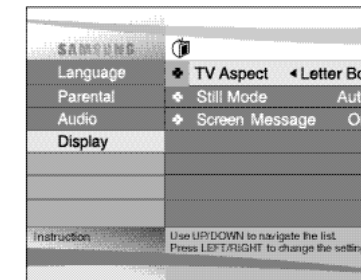 SAMSUNG
Language
Parental
Audio
Display
TV Aspect ◄Letter Bo
Still Mode Aut
Screen Message O
Instruction
Use UP/DOWN to navigate the list.
Press LEFT/RIGHT to change the setting